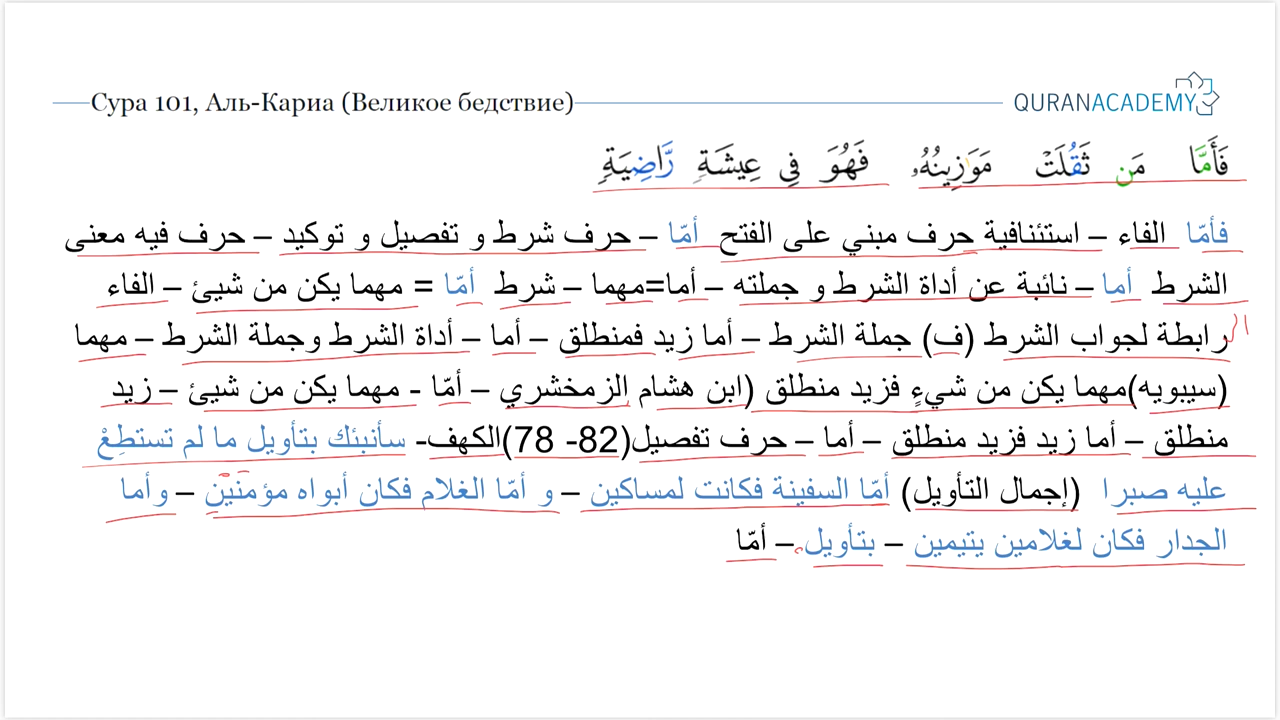 Сура 101, Аль-Кариа (Великое бедствие)
QURANACADEMY
فَأَمَّا مَن ثَقُلَتْ مَوَٰزِينُهُۥ فَهُوَ فِى عِيشَةٍ رَّاضِيَةٍ
فأمّا الفاء – استئنافية حرف مبني على الفتح أمّا – حرف شرط و تفصيل و توكيد – حرف فيه معنى
الشرط أما – نائبة عن أداة الشرط و جملته – أما=مهما – شرط أمّا = مهما يكن من شيئ – الفاء
رابطة لجواب الشرط (ف) جملة الشرط – أما زيد فمنطلق – أما – أداة الشرط وجملة الشرط – مهما
(سيبويه)مهما يكن من شيءٍ فزيد منطلق (ابن هشام الزمخشري – أمّا - مهما يكن من شيئ – زيد
منطلق – أما زيد فزيد منطلق – أما – حرف تفصيل(82- 78)الكهف- سأنبئك بتأويل ما لم تستطِعْ
عليه صبرا (إجمال التأويل) أمّا السفينة فكانت لمساكين – و أمّا الغلام فكان أبواه مؤمنَيْن – وأما
الجدار فكان لغلامين يتيمين – بتأويل – أمّا